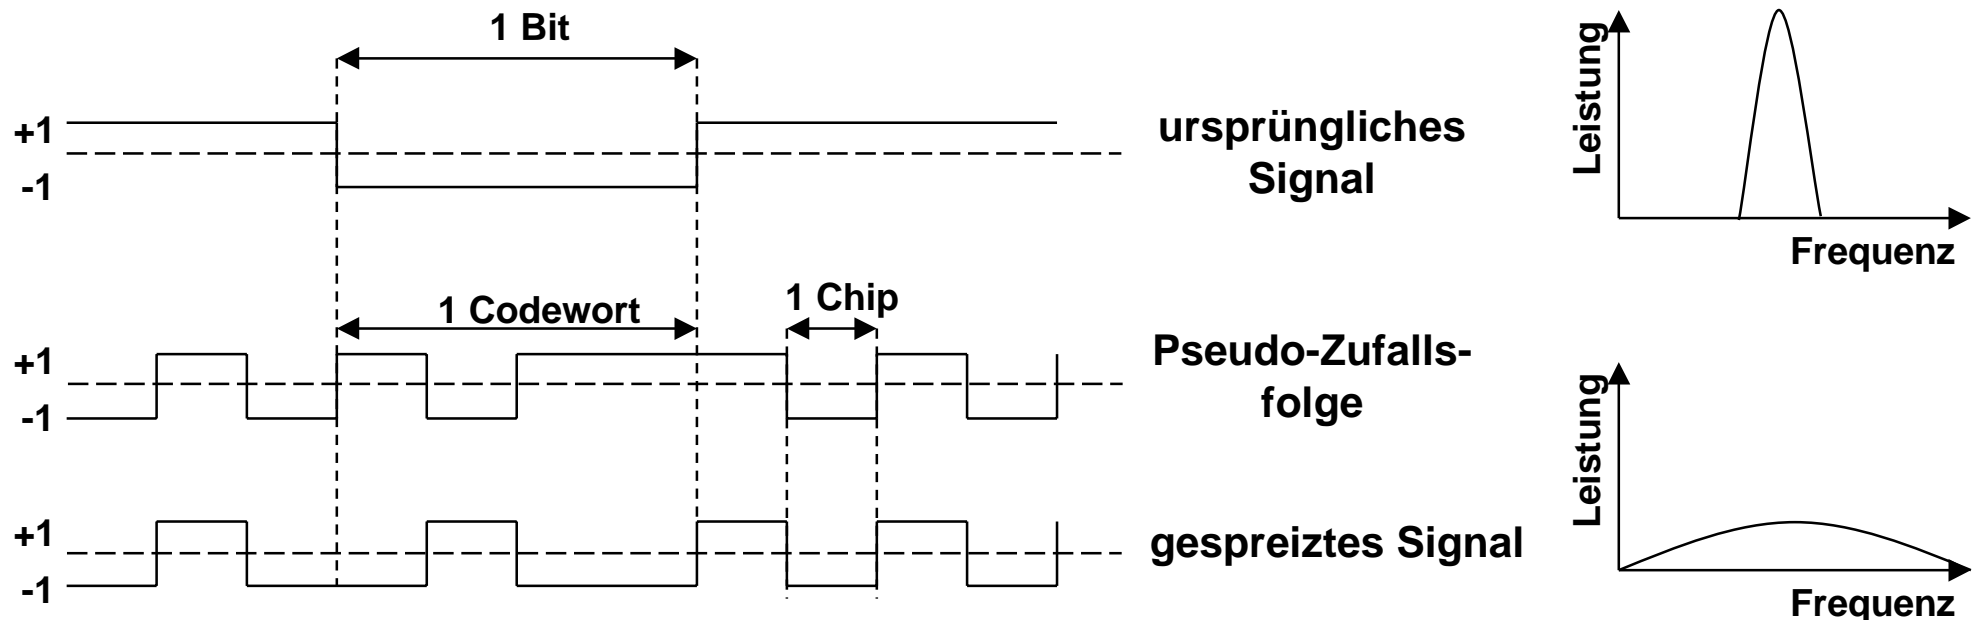 1 Bit
+1
-1
ursprüngliches
Signal
Leistung
Frequenz
1 Codewort
1 Chip
+1
-1
Pseudo-Zufalls-
folge
+1
-1
gespreiztes Signal
Leistung
Frequenz